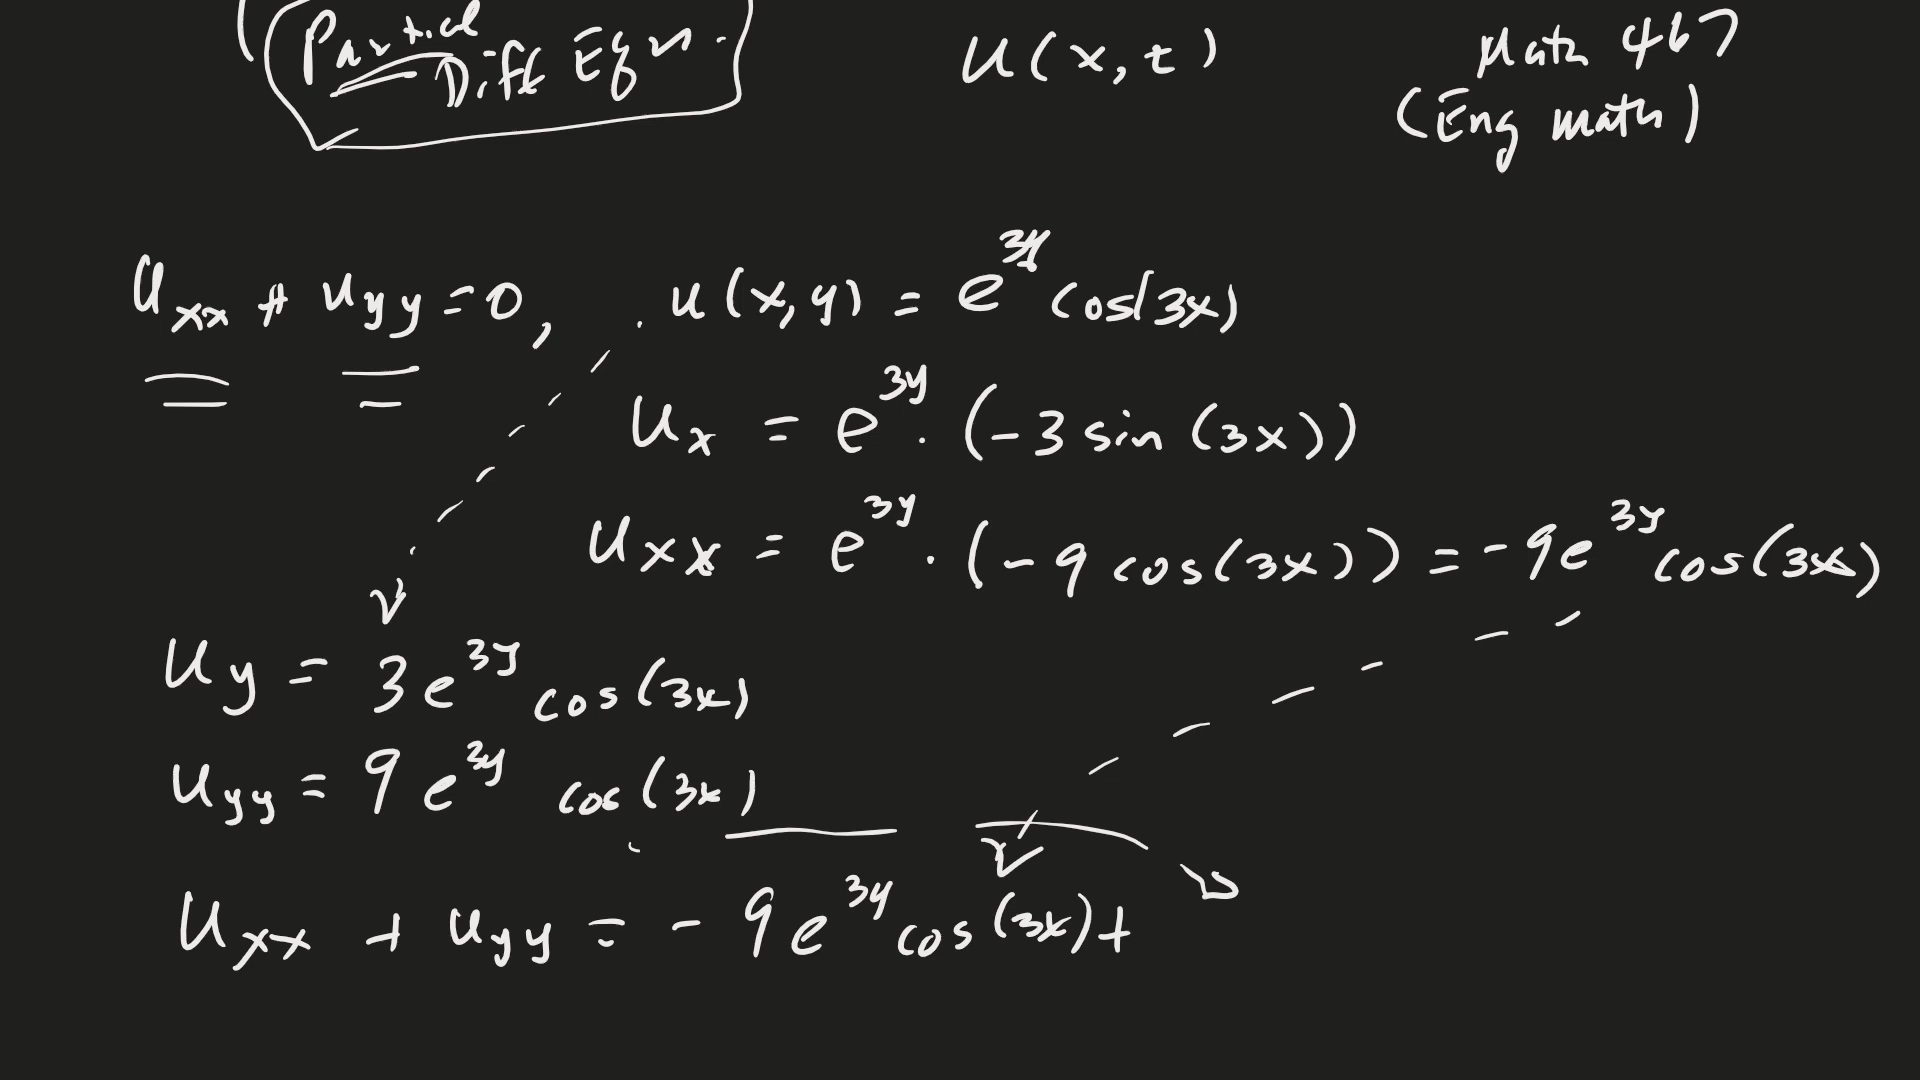 Partial Diff Eqn.
u(x,t)
Math 467
(Eng math)
u_xx + u_yy = 0, u(x,y) = e^{3y} cos(3x)
u_x = e^{3y} · (-3 sin(3x))
u_xx = e^{3y} · (-9 cos(3x)) = -9e^{3y} cos(3x)
u_y = 3e^{3y} cos(3x)
u_yy = 9e^{3y} cos(3x)
u_xx + u_yy = -9e^{3y} cos(3x) +